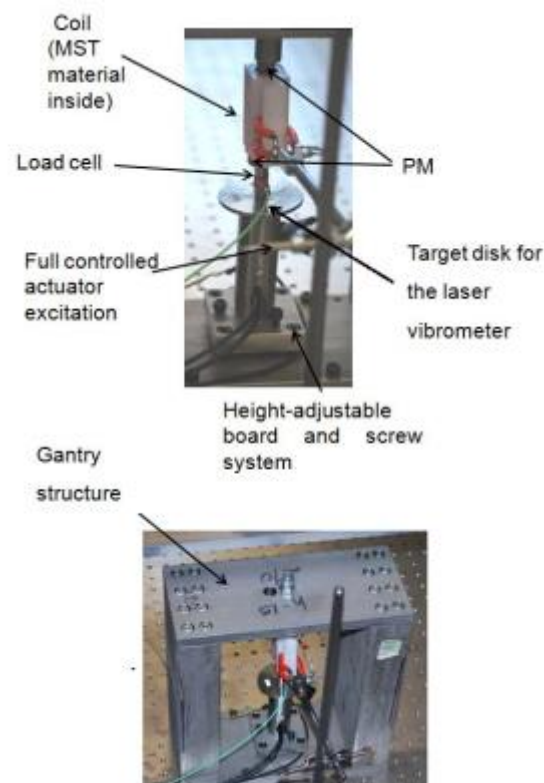 Coil
(MST
material
inside)
Load cell
PM
Full controlled
actuator
excitation
Target disk for
the laser
vibrometer
Height-adjustable
board and screw
system
Gantry
structure